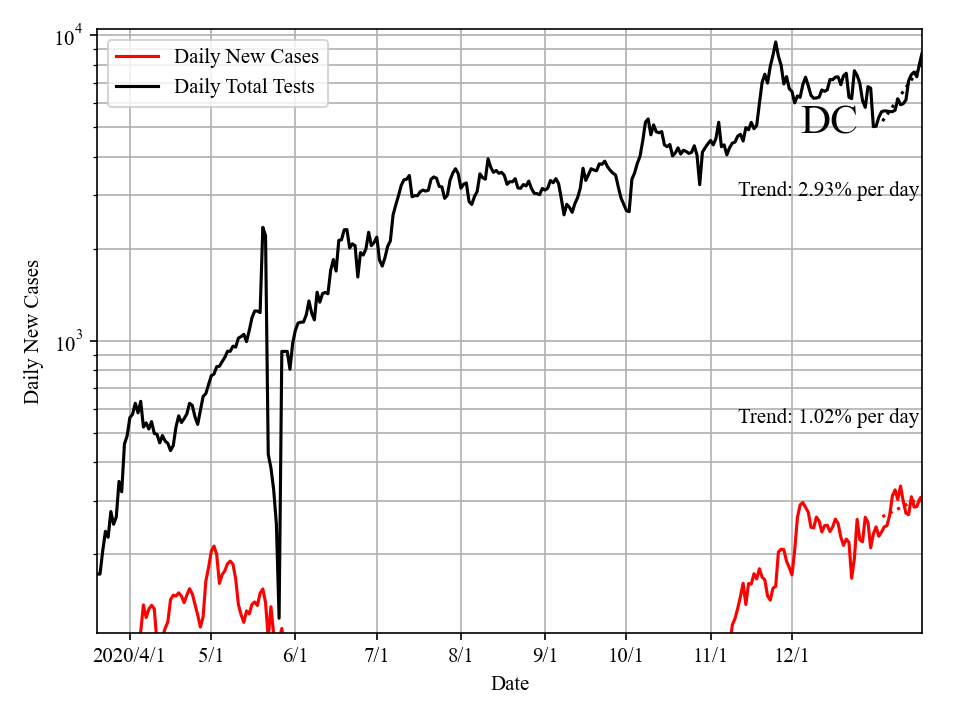 10^4
Daily New Cases
Daily Total Tests
DC
Trend: 2.93% per day
Daily New Cases
10^3
Trend: 1.02% per day
2020/4/1 5/1 6/1 7/1 8/1 9/1 10/1 11/1 12/1
Date